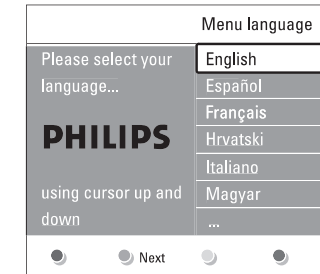 Menu language
Please select your
language...
PHILIPS
using cursor up and
down
English
Español
Français
Hrvatski
Italiano
Magyar
...
Next